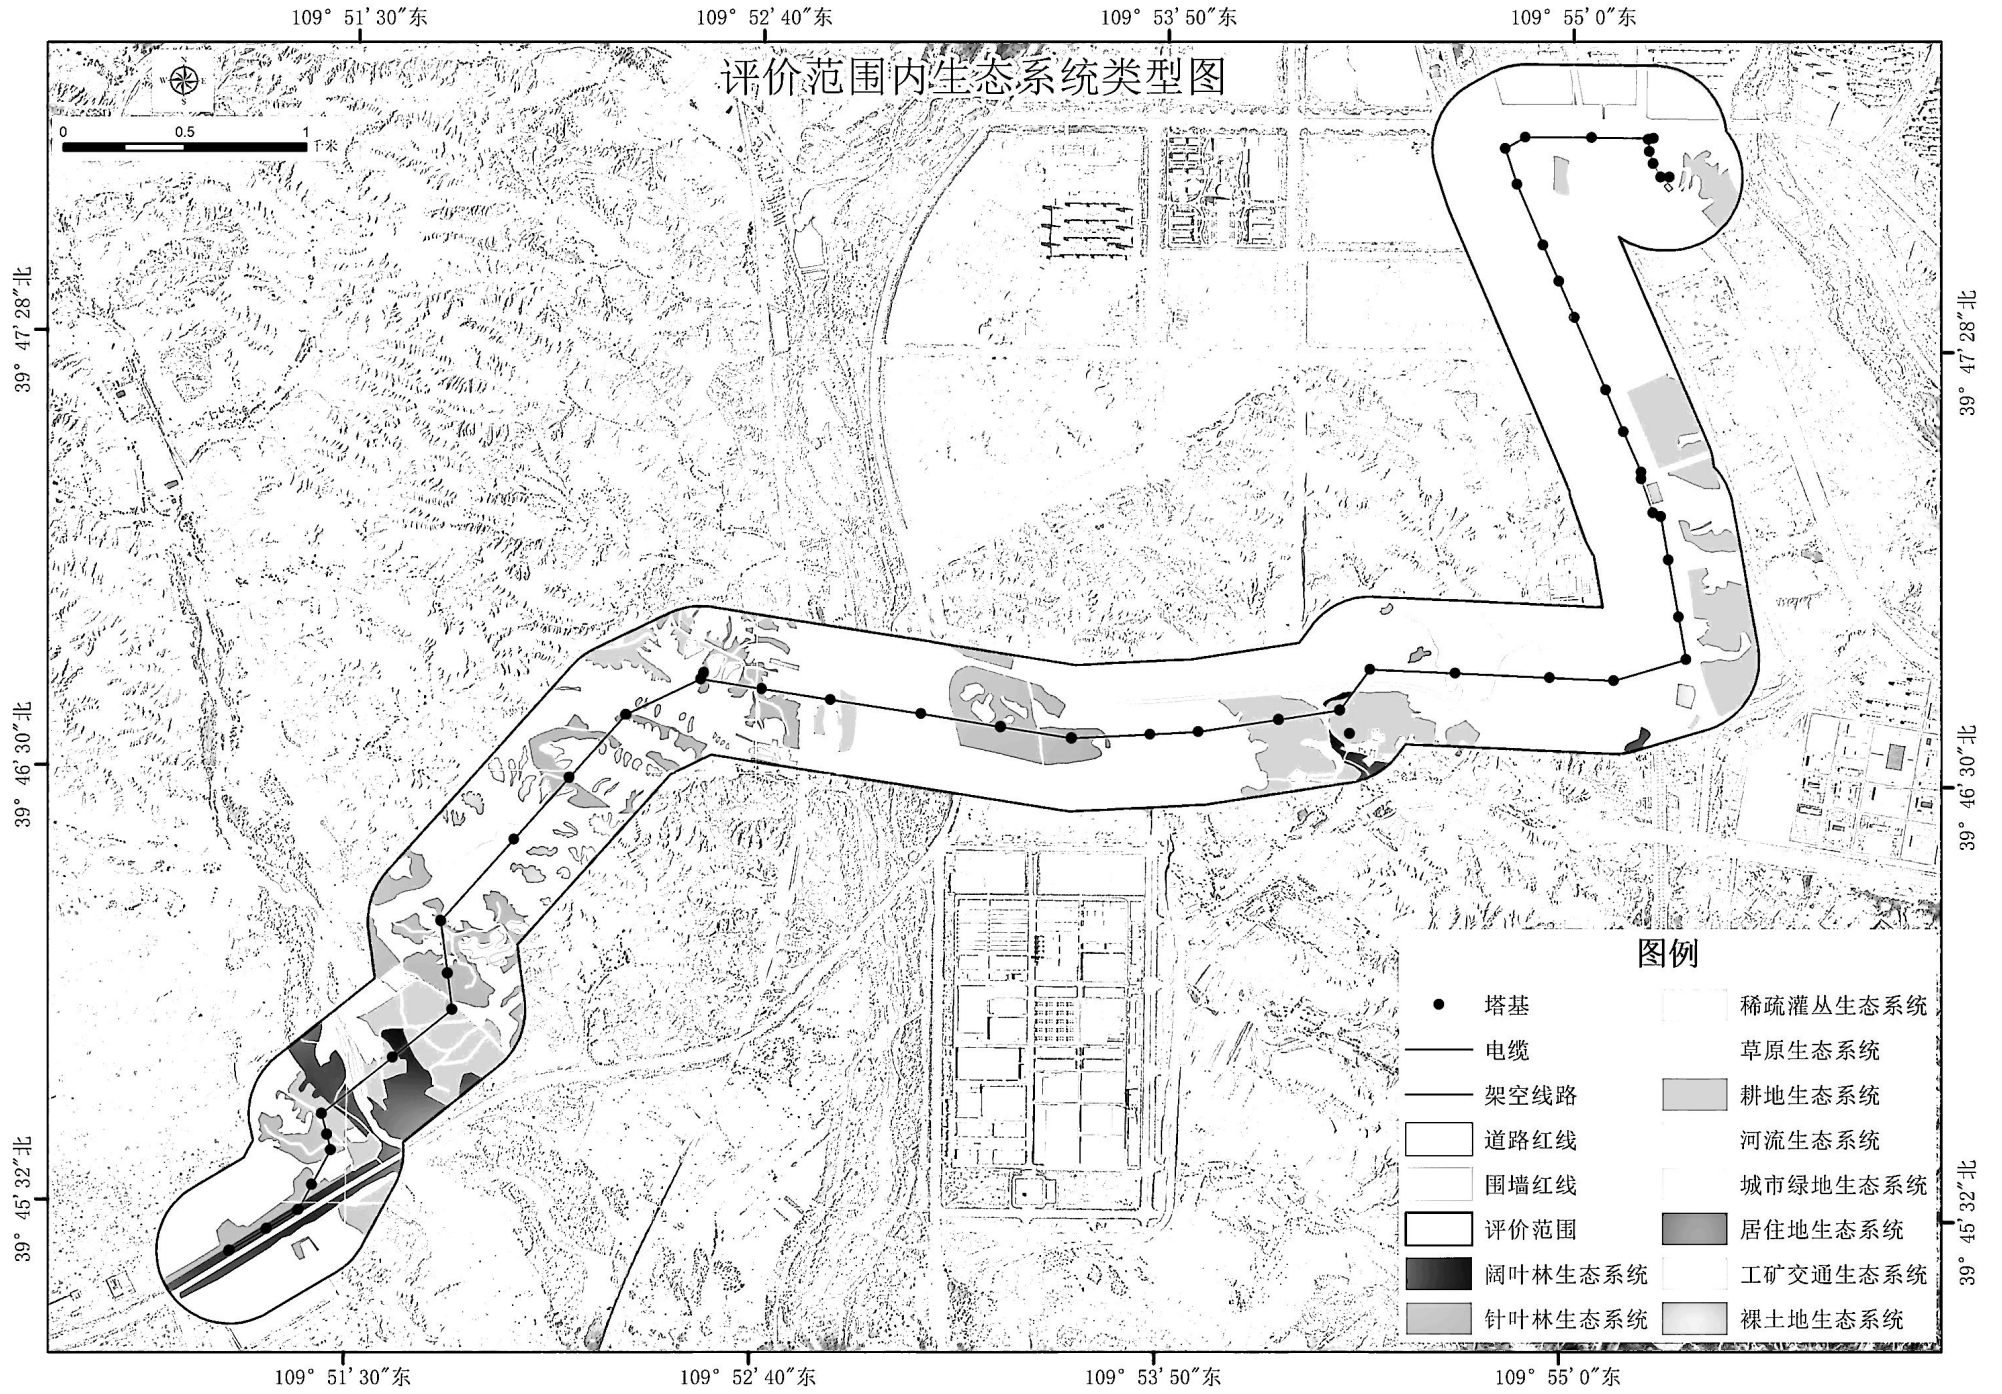 109° 51'30"东
109° 52'40"东
109° 53'50"东
109° 55'0"东
评价范围内生态系统类型图
N
W
E
S
0
0.5
1
千米
39° 47'28"北
39° 47'28"北
39° 46'30"北
39° 46'30"北
39° 45'32"北
39° 45'32"北
图例
塔基
电缆
架空线路
道路红线
围墙红线
评价范围
阔叶林生态系统
针叶林生态系统
稀疏灌丛生态系统
草原生态系统
耕地生态系统
河流生态系统
城市绿地生态系统
居住地生态系统
工矿交通生态系统
裸土地生态系统
109° 51'30"东
109° 52'40"东
109° 53'50"东
109° 55'0"东